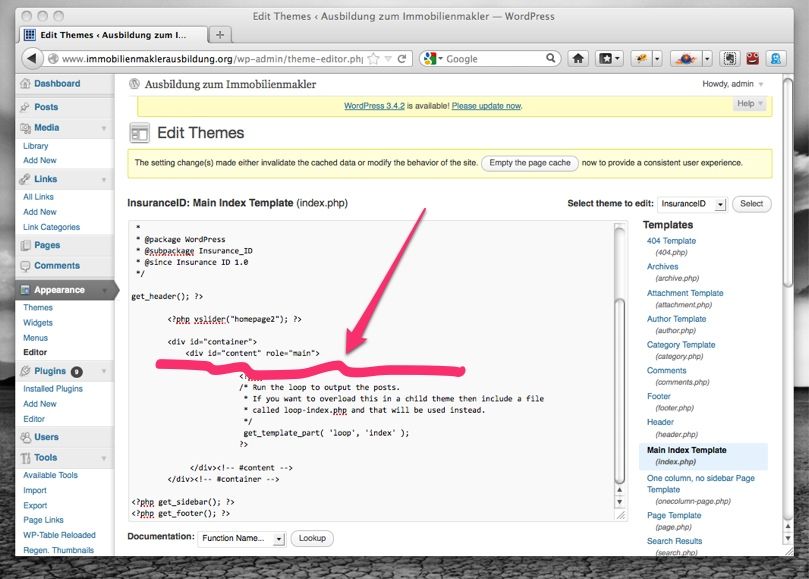 Edit Themes ‹ Ausbildung zum Immobilienmakler — WordPress
Edit Themes ‹ Ausbildung zum I...
www.immobilienmaklerausbildung.org/wp-admin/theme-editor.php
Google
Dashboard
Posts
Media
Library
Add New
Links
All Links
Add New
Link Categories
Pages
Comments
Appearance
Themes
Widgets
Menus
Editor
Plugins 9
Installed Plugins
Add New
Editor
Users
Tools
Available Tools
Import
Export
Page Links
WP-Table Reloaded
Regen. Thumbnails
Ausbildung zum Immobilienmakler
Howdy, admin
WordPress 3.4.2 is available! Please update now.
Help
Edit Themes
The setting change(s) made either invalidate the cached data or modify the behavior of the site. Empty the page cache now to provide a consistent user experience.
InsuranceID: Main Index Template (index.php)
Select theme to edit: InsuranceID Select
*
* @package WordPress
* @subpackage Insurance_ID
* @since Insurance ID 1.0
*/
get_header(); ?>
<?php vslider("homepage2"); ?>
<div id="container">
<div id="content" role="main">
/* Run the loop to output the posts.
* If you want to overload this in a child theme then include a file
* called loop-index.php and that will be used instead.
*/
get_template_part( 'loop', 'index' );
?>
</div><!-- #content -->
</div><!-- #container -->
<?php get_sidebar(); ?>
<?php get_footer(); ?>
Documentation: Function Name... Lookup
Templates
404 Template
(404.php)
Archives
(archive.php)
Attachment Template
(attachment.php)
Author Template
(author.php)
Category Template
(category.php)
Comments
(comments.php)
Footer
(footer.php)
Header
(header.php)
Main Index Template
(index.php)
One column, no sidebar Page
Template
(onecolumn-page.php)
Page Template
(page.php)
Search Results
(search.php)